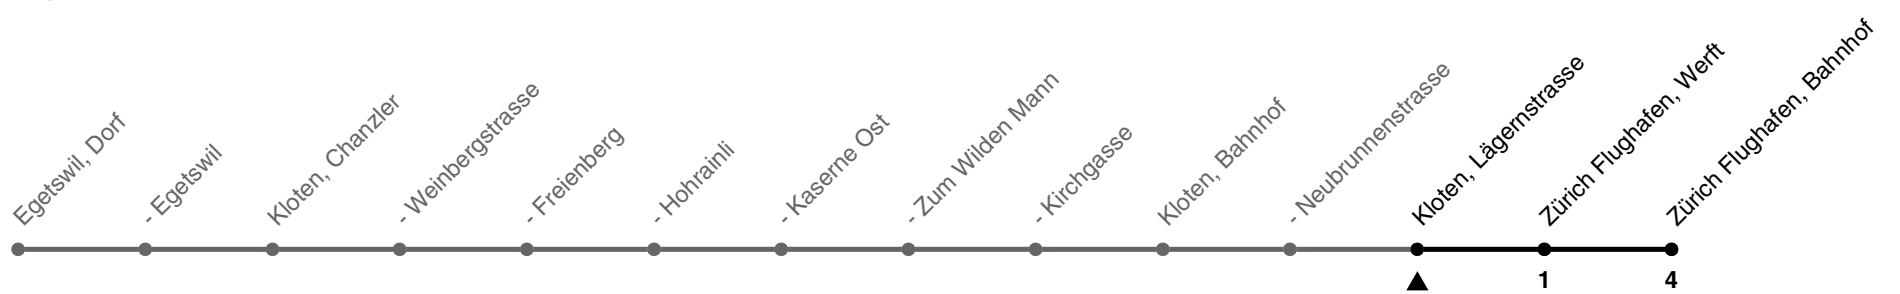 Egetswil, Dorf
- Egetswil
Kloten, Chanzler
- Weinbergstrasse
- Freienberg
- Hohrainli
- Kaserne Ost
- Zum Wilden Mann
- Kirchgasse
Kloten, Bahnhof
- Neubrunnenstrasse
Kloten, Lägernstrasse
Zürich Flughafen, Werft
Zürich Flughafen, Bahnhof
1
4